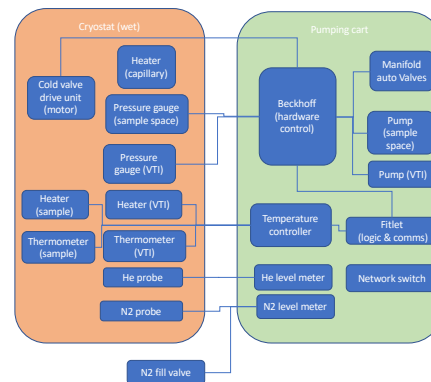 Cryostat (wet)
Pumping cart
Heater
(capillary)
Cold valve
drive unit
(motor)
Pressure gauge
(sample space)
Pressure
gauge (VTI)
Heater
(sample)
Heater (VTI)
Thermometer
(sample)
Thermometer
(VTI)
He probe
N2 probe
N2 fill valve
Beckhoff
(hardware
control)
Manifold
auto Valves
Pump
(sample
space)
Pump (VTI)
Temperature
controller
Fitlet
(logic & comms)
He level meter
Network switch
N2 level meter